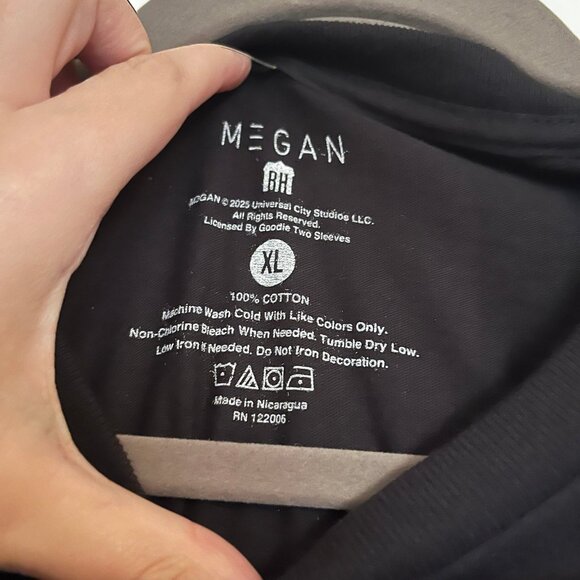 MΞGAN
RH
M3GAN © 2025 Universal City Studios LLC.
All Rights Reserved.
Licensed By Goodie Two Sleeves
XL
100% COTTON
Machine Wash Cold With Like Colors Only.
Non-Chlorine Bleach When Needed. Tumble Dry Low.
Low Iron If Needed. Do Not Iron Decoration.
Made in Nicaragua
RN 122006